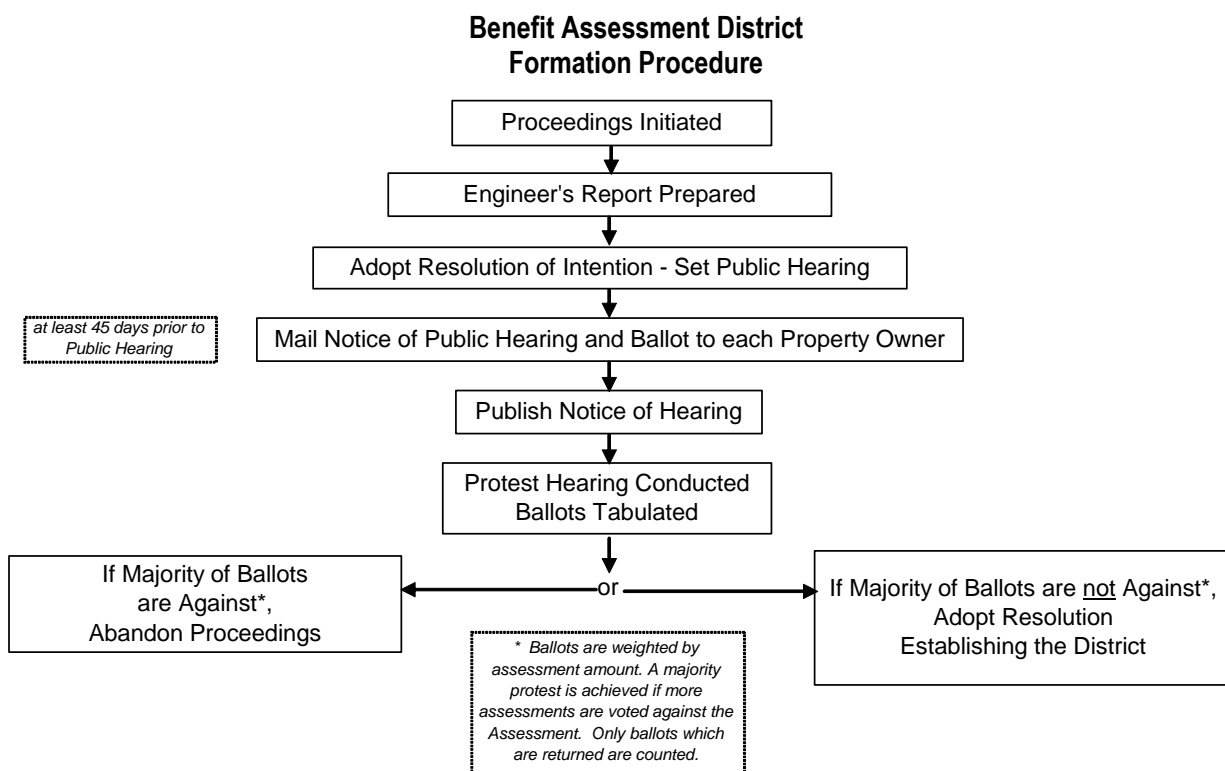 Benefit Assessment District
Formation Procedure
Proceedings Initiated
Engineer's Report Prepared
Adopt Resolution of Intention - Set Public Hearing
at least 45 days prior to
Public Hearing
Mail Notice of Public Hearing and Ballot to each Property Owner
Publish Notice of Hearing
Protest Hearing Conducted
Ballots Tabulated
If Majority of Ballots
are Against*,
Abandon Proceedings
or
If Majority of Ballots are not Against*,
Adopt Resolution
Establishing the District
* Ballots are weighted by
assessment amount. A majority
protest is achieved if more
assessments are voted against the
Assessment. Only ballots which
are returned are counted.